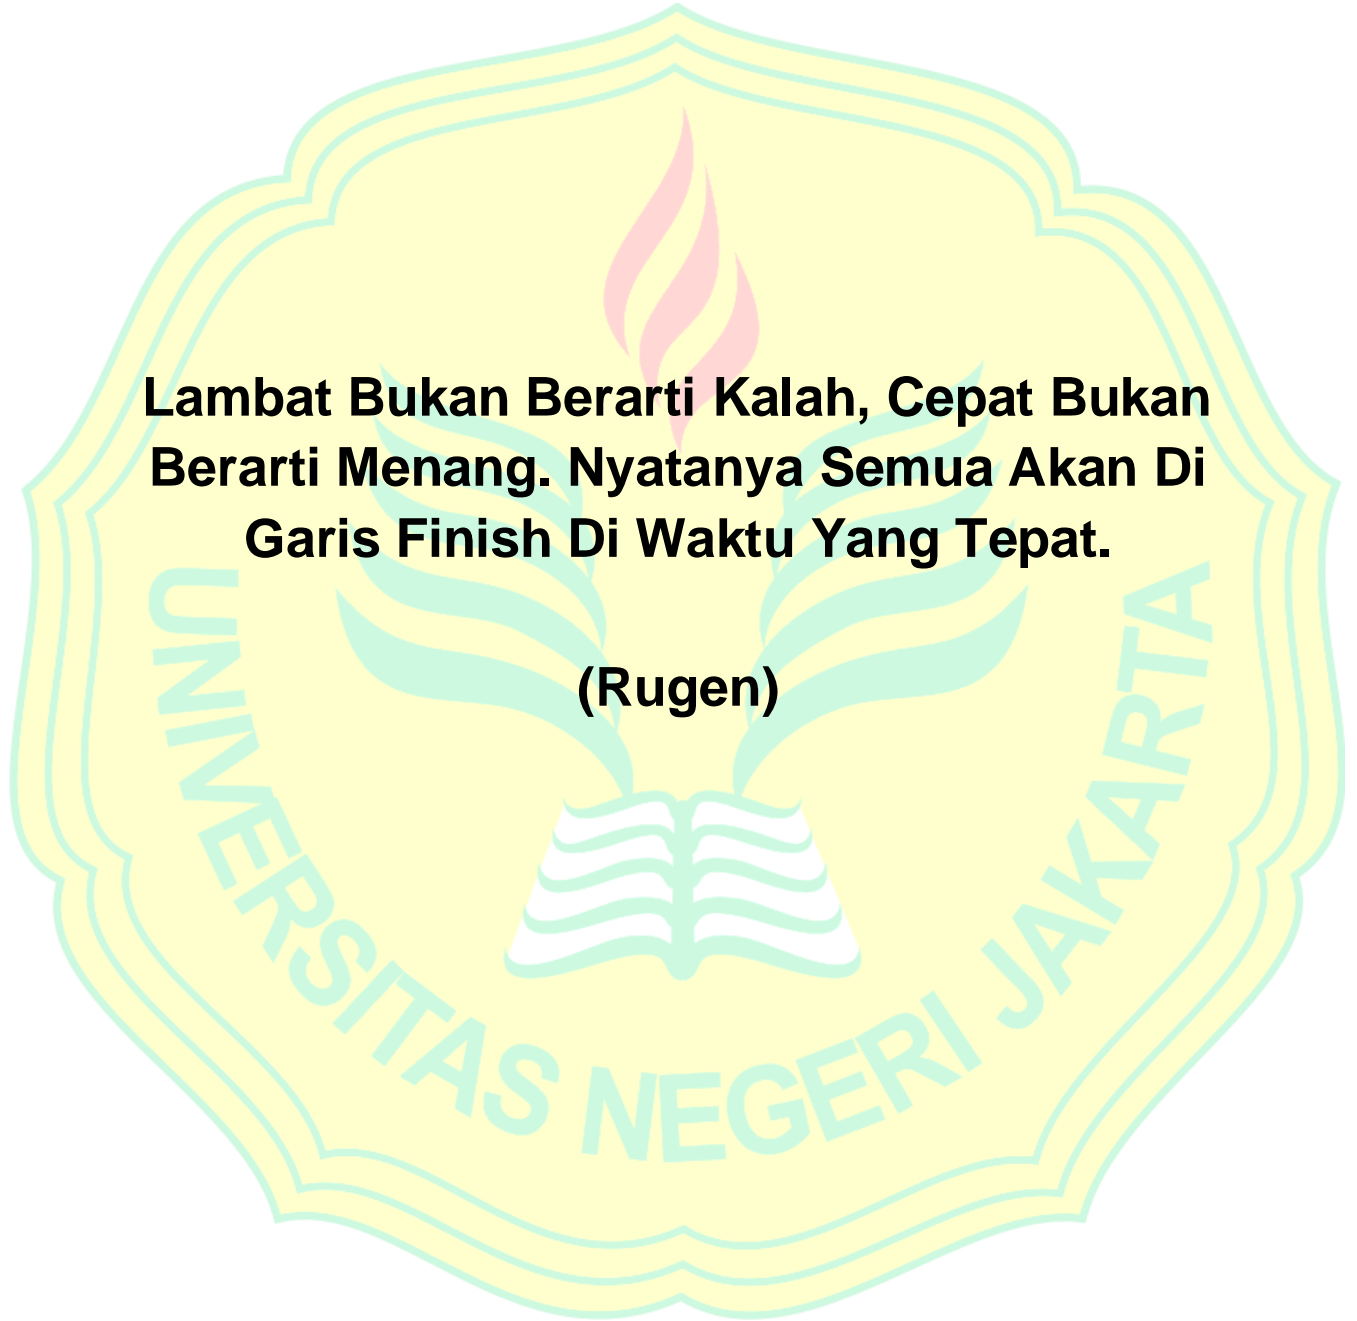 Lambat Bukan Berarti Kalah, Cepat Bukan
Berarti Menang. Nyatanya Semua Akan Di
Garis Finish Di Waktu Yang Tepat.
(Rugen)
UNIVERSITAS NEGERI JAKARTA